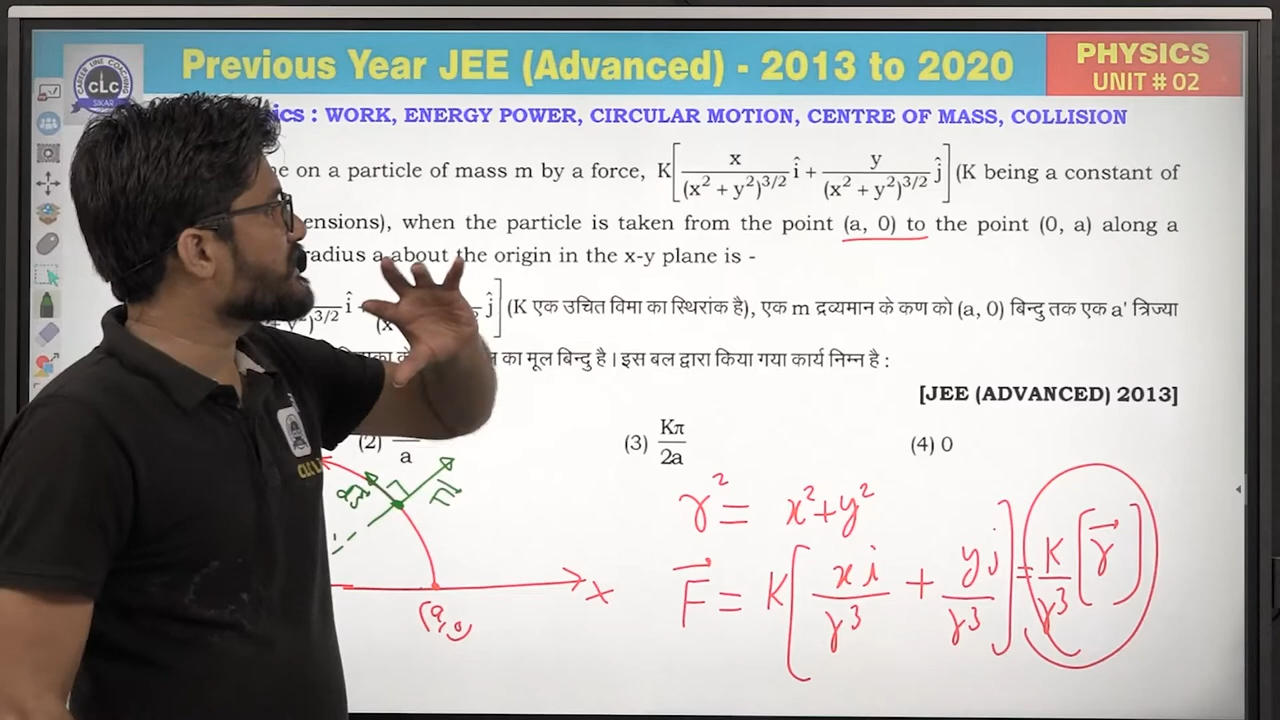 Previous Year JEE (Advanced) - 2013 to 2020
PHYSICS
UNIT # 02
CLC
SIKAR
: WORK, ENERGY POWER, CIRCULAR MOTION, CENTRE OF MASS, COLLISION
on a particle of mass m by a force, K[x/(x² + y²)^3/2 î + y/(x² + y²)^3/2 ĵ] (K being a constant of
when the particle is taken from the point (a, 0) to the point (0, a) along a
radius a about the origin in the x-y plane is -
)^3/2 î + ĵ] (K एक उचित विमा का स्थिरांक है), एक m द्रव्यमान के कण को (a, 0) बिन्दु तक एक a' त्रिज्या
का मूल बिन्दु है। इस बल द्वारा किया गया कार्य निम्न है :
[JEE (ADVANCED) 2013]
(2) a
(3) Kπ/2a
(4) 0
r² = x²+y²
F⃗ = K[xi/r³ + yj/r³] = K/r³ [r⃗]
x